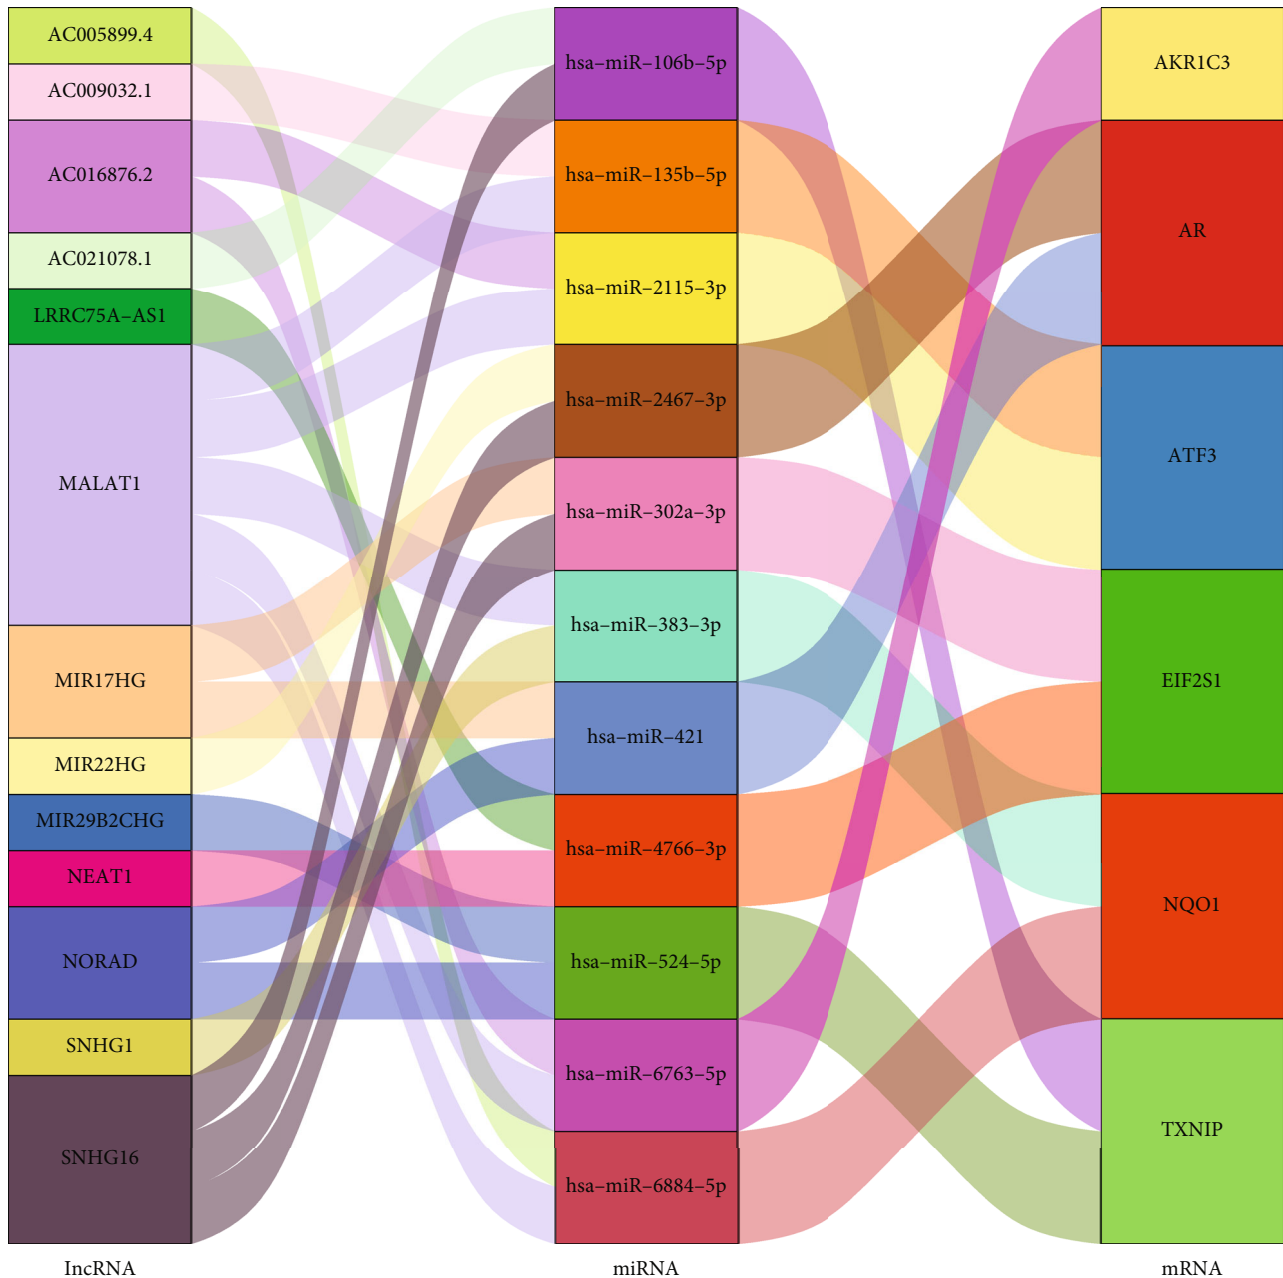 AC005899.4
AC009032.1
AC016876.2
AC021078.1
LRRC75A–AS1
MALAT1
MIR17HG
MIR22HG
MIR29B2CHG
NEAT1
NORAD
SNHG1
SNHG16
lncRNA
hsa–miR–106b–5p
hsa–miR–135b–5p
hsa–miR–2115–3p
hsa–miR–2467–3p
hsa–miR–302a–3p
hsa–miR–383–3p
hsa–miR–421
hsa–miR–4766–3p
hsa–miR–524–5p
hsa–miR–6763–5p
hsa–miR–6884–5p
miRNA
AKR1C3
AR
ATF3
EIF2S1
NQO1
TXNIP
mRNA